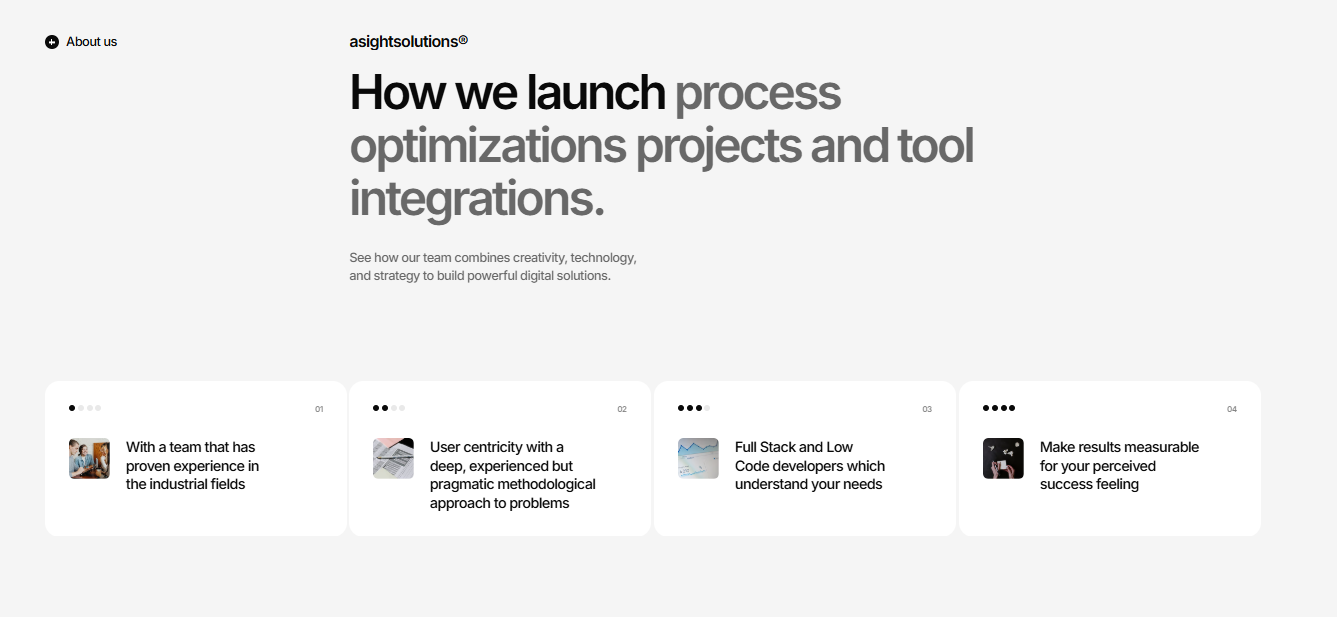 About us
asightsolutions®
How we launch process
optimizations projects and tool
integrations.
See how our team combines creativity, technology,
and strategy to build powerful digital solutions.
01
With a team that has
proven experience in
the industrial fields
02
User centricity with a
deep, experienced but
pragmatic methodological
approach to problems
03
Full Stack and Low
Code developers which
understand your needs
04
Make results measurable
for your perceived
success feeling